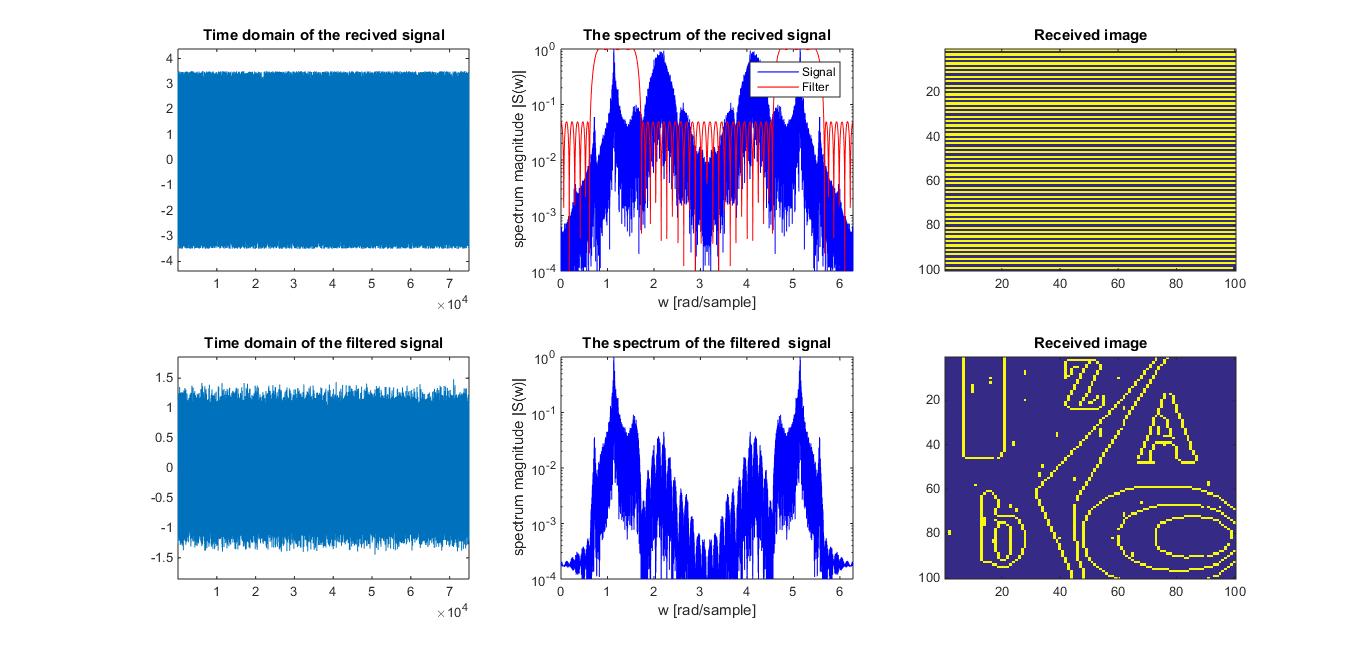 Time domain of the recived signal
4
3
2
1
0
-1
-2
-3
-4
1 2 3 4 5 6 7
×10^4
The spectrum of the recived signal
spectrum magnitude |S(w)|
10^0
10^-1
10^-2
10^-3
10^-4
Signal
Filter
0 1 2 3 4 5 6
w [rad/sample]
Received image
20
40
60
80
100
20 40 60 80 100
Time domain of the filtered signal
1.5
1
0.5
0
-0.5
-1
-1.5
1 2 3 4 5 6 7
×10^4
The spectrum of the filtered signal
spectrum magnitude |S(w)|
10^0
10^-1
10^-2
10^-3
10^-4
0 1 2 3 4 5 6
w [rad/sample]
Received image
20
40
60
80
100
z
A
b
20 40 60 80 100